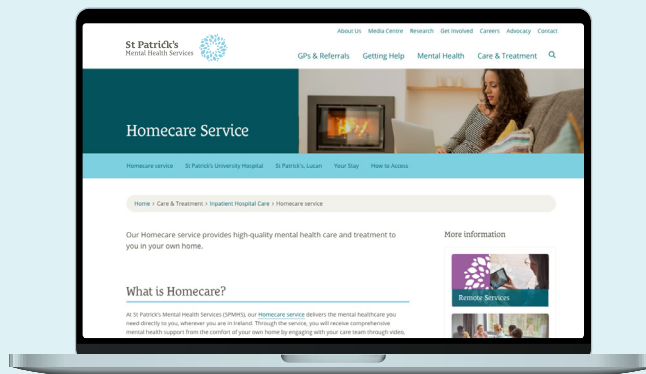 About Us Media Centre Research Get Involved Careers Advocacy Contact
St Patrick's
Mental Health Services
GPs & Referrals Getting Help Mental Health Care & Treatment
Homecare Service
Homecare service St Patrick's University Hospital St Patrick's, Lucan Your Stay How to Access
Home > Care & Treatment > Inpatient Hospital Care > Homecare service
Our Homecare service provides high-quality mental health care and treatment to
you in your own home.
More information
Remote Services
What is Homecare?
At St Patrick's Mental Health Services (SPMHS), our Homecare service delivers the mental healthcare you
need directly to you, wherever you are in Ireland. Through the service, you will receive comprehensive
mental health support from the comfort of your own home by engaging with your care team through video,